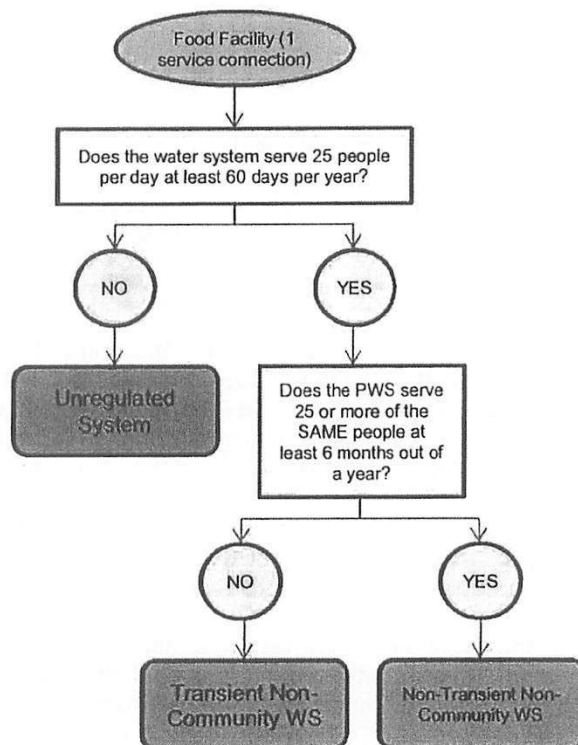 Food Facility (1
service connection)
Does the water system serve 25 people
per day at least 60 days per year?
NO
YES
Unregulated
System
Does the PWS serve
25 or more of the
SAME people at
least 6 months out of
a year?
NO
YES
Transient Non-
Community WS
Non-Transient Non-
Community WS